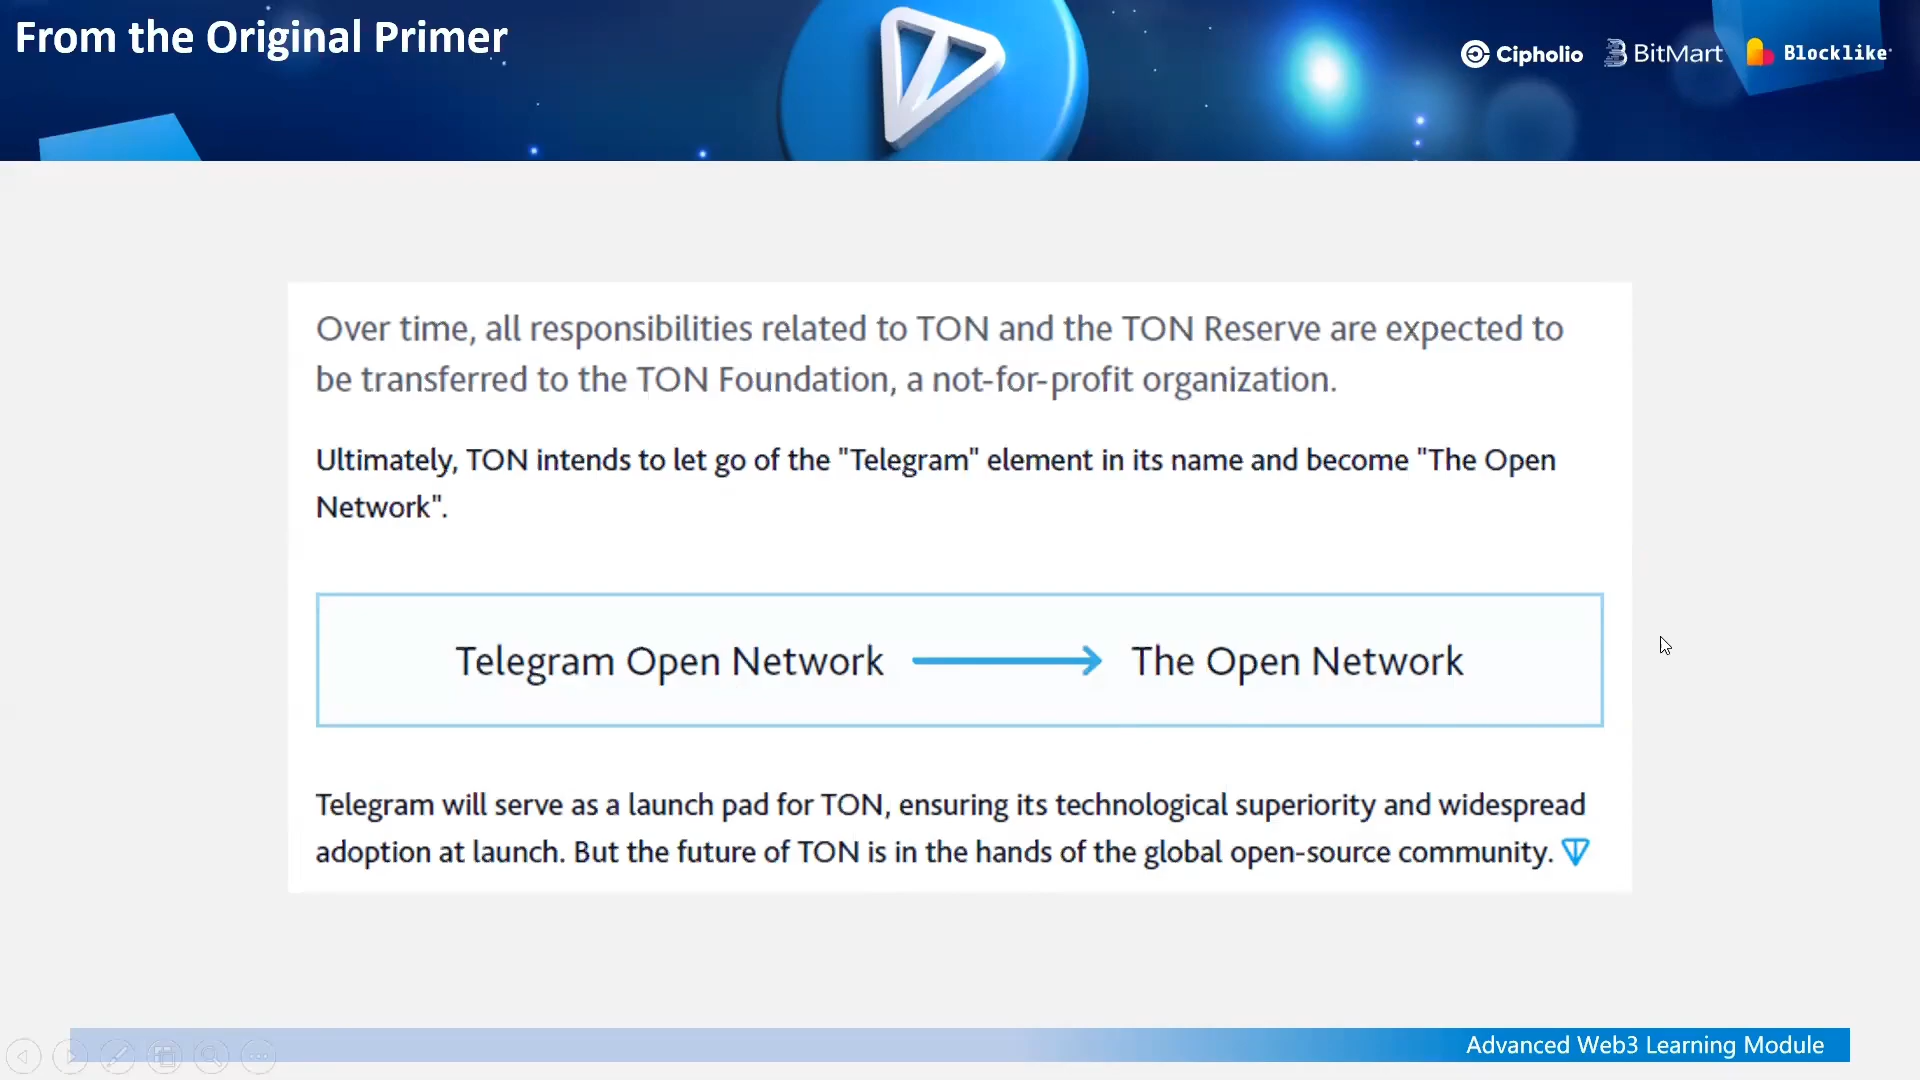 From the Original Primer
Cipholio BitMart Blocklike
Over time, all responsibilities related to TON and the TON Reserve are expected to
be transferred to the TON Foundation, a not-for-profit organization.
Ultimately, TON intends to let go of the "Telegram" element in its name and become "The Open
Network".
Telegram Open Network → The Open Network
Telegram will serve as a launch pad for TON, ensuring its technological superiority and widespread
adoption at launch. But the future of TON is in the hands of the global open-source community.
Advanced Web3 Learning Module